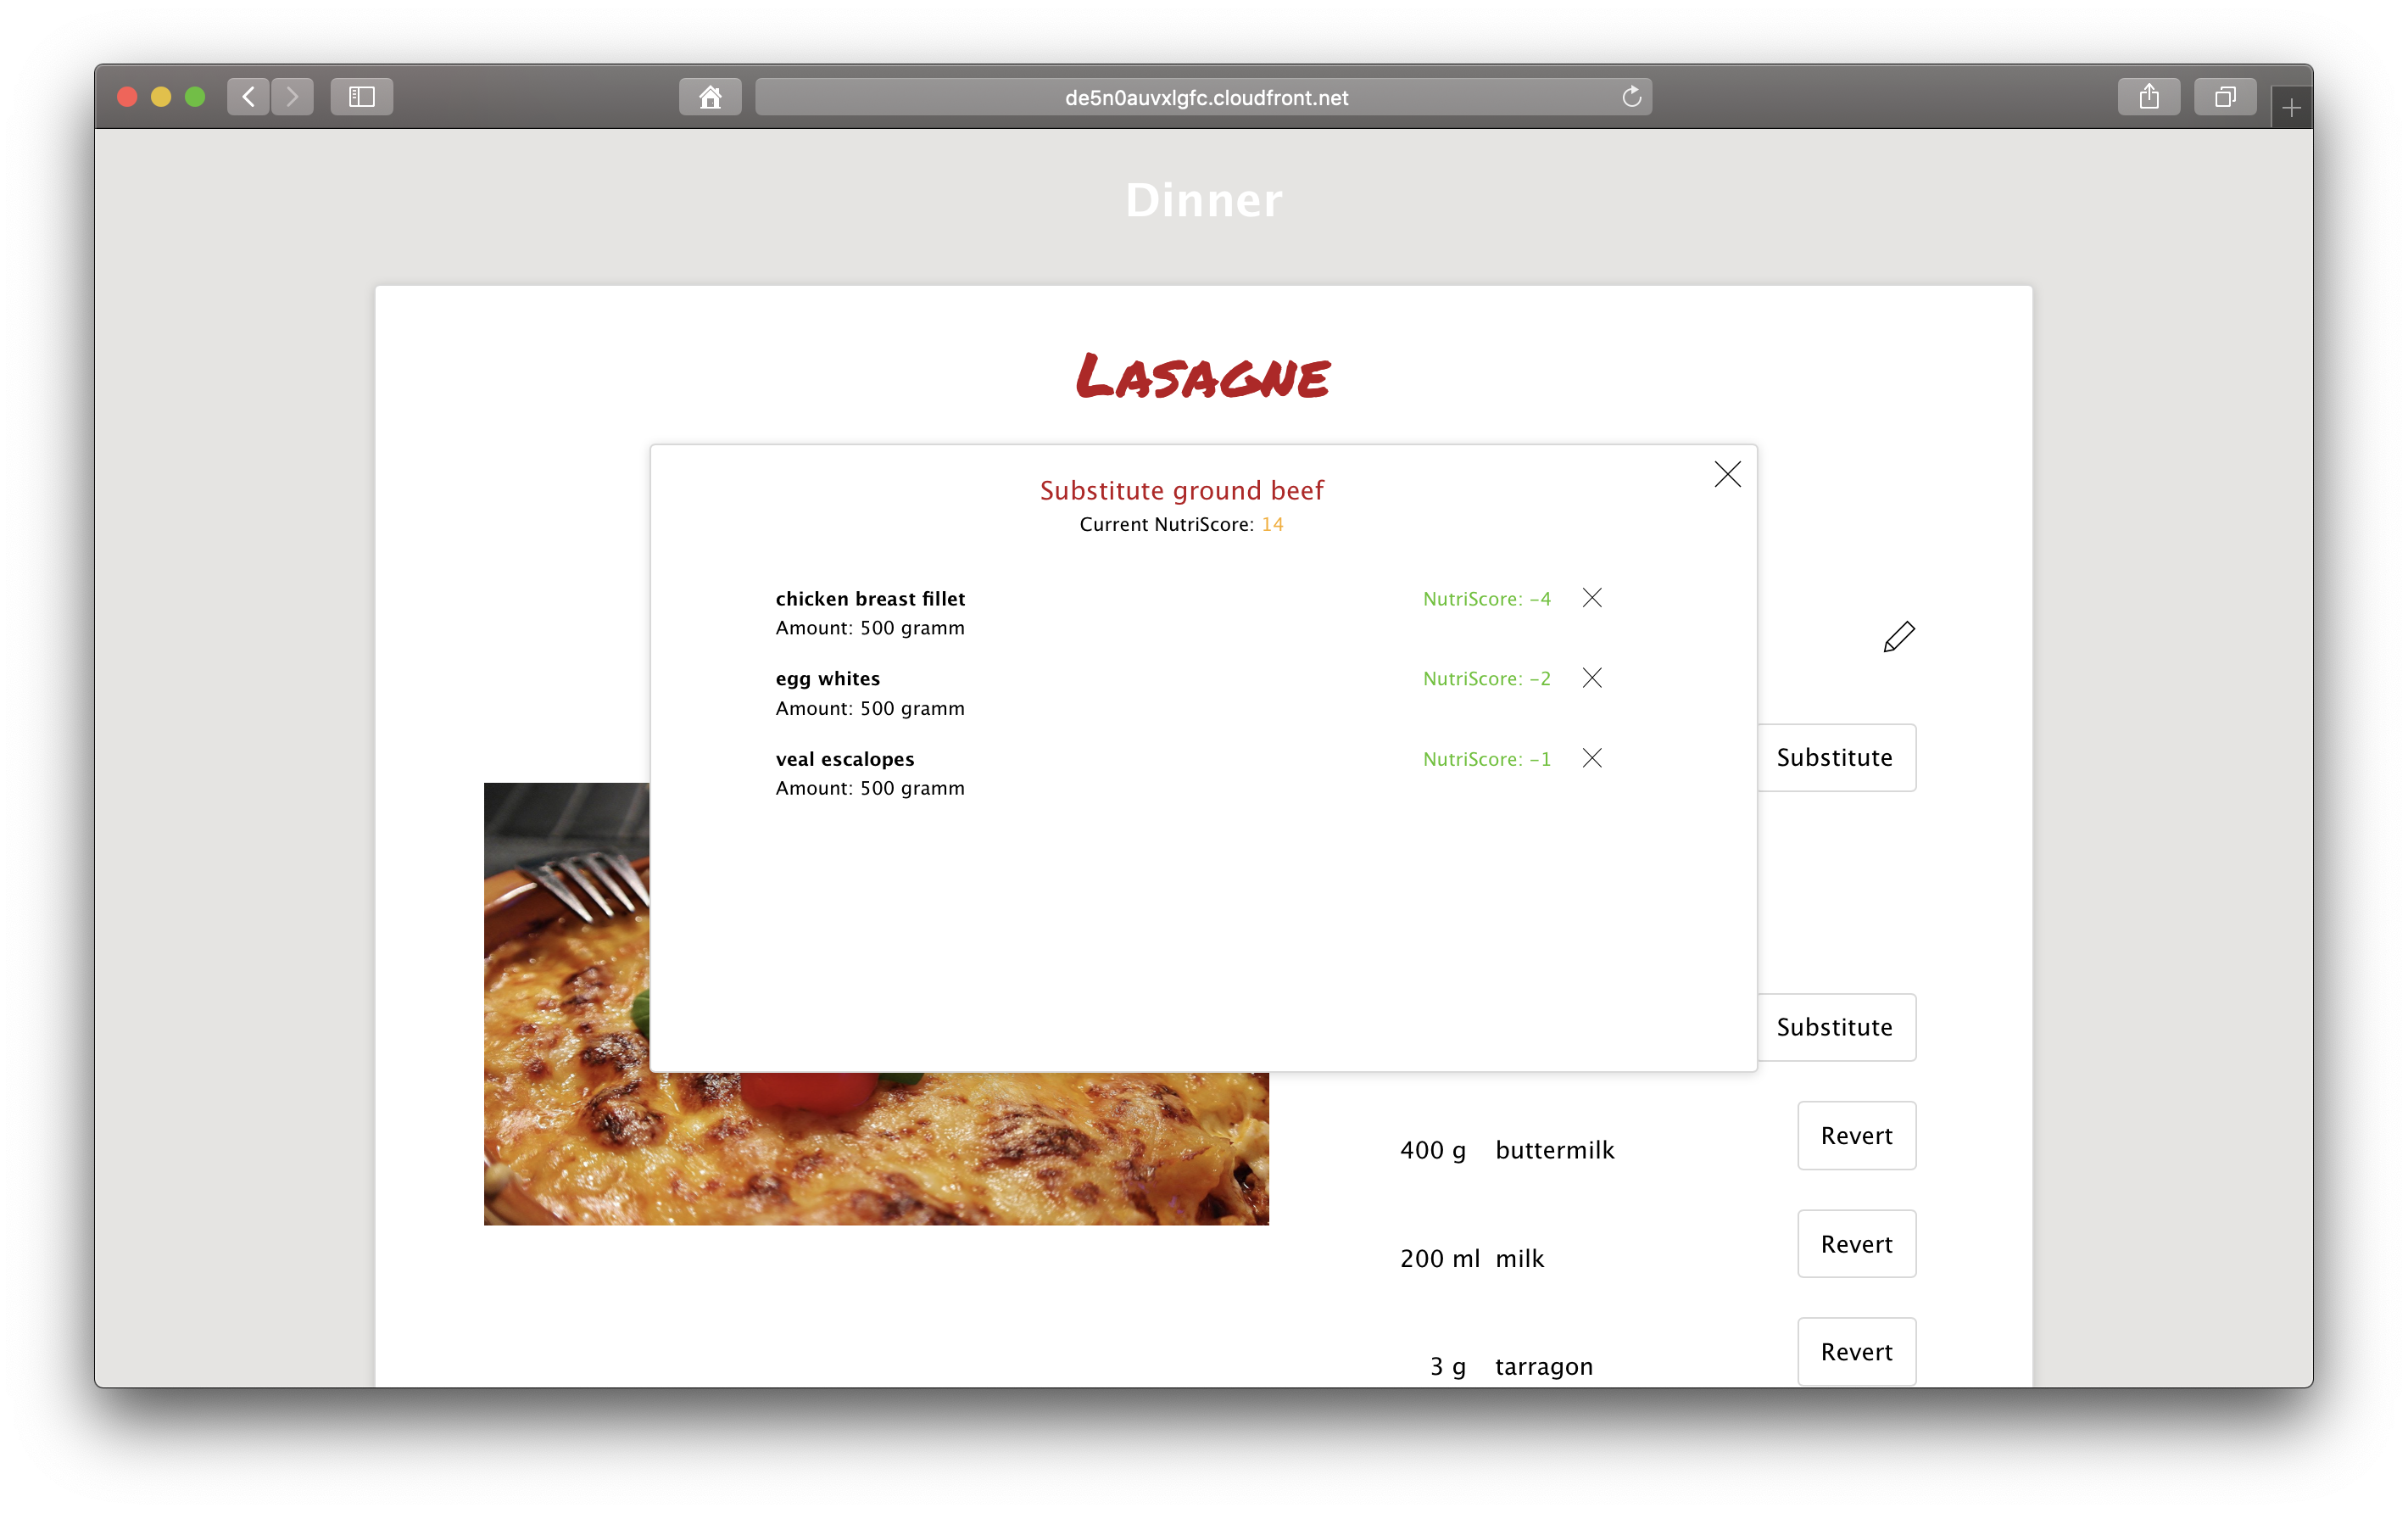 de5n0auvxlgfc.cloudfront.net
Dinner
Lasagne
Substitute ground beef
Current NutriScore: 14
chicken breast fillet
NutriScore: -4
Amount: 500 gramm
egg whites
NutriScore: -2
Amount: 500 gramm
veal escalopes
NutriScore: -1
Amount: 500 gramm
Substitute
Substitute
400 g buttermilk
Revert
200 ml milk
Revert
3 g tarragon
Revert